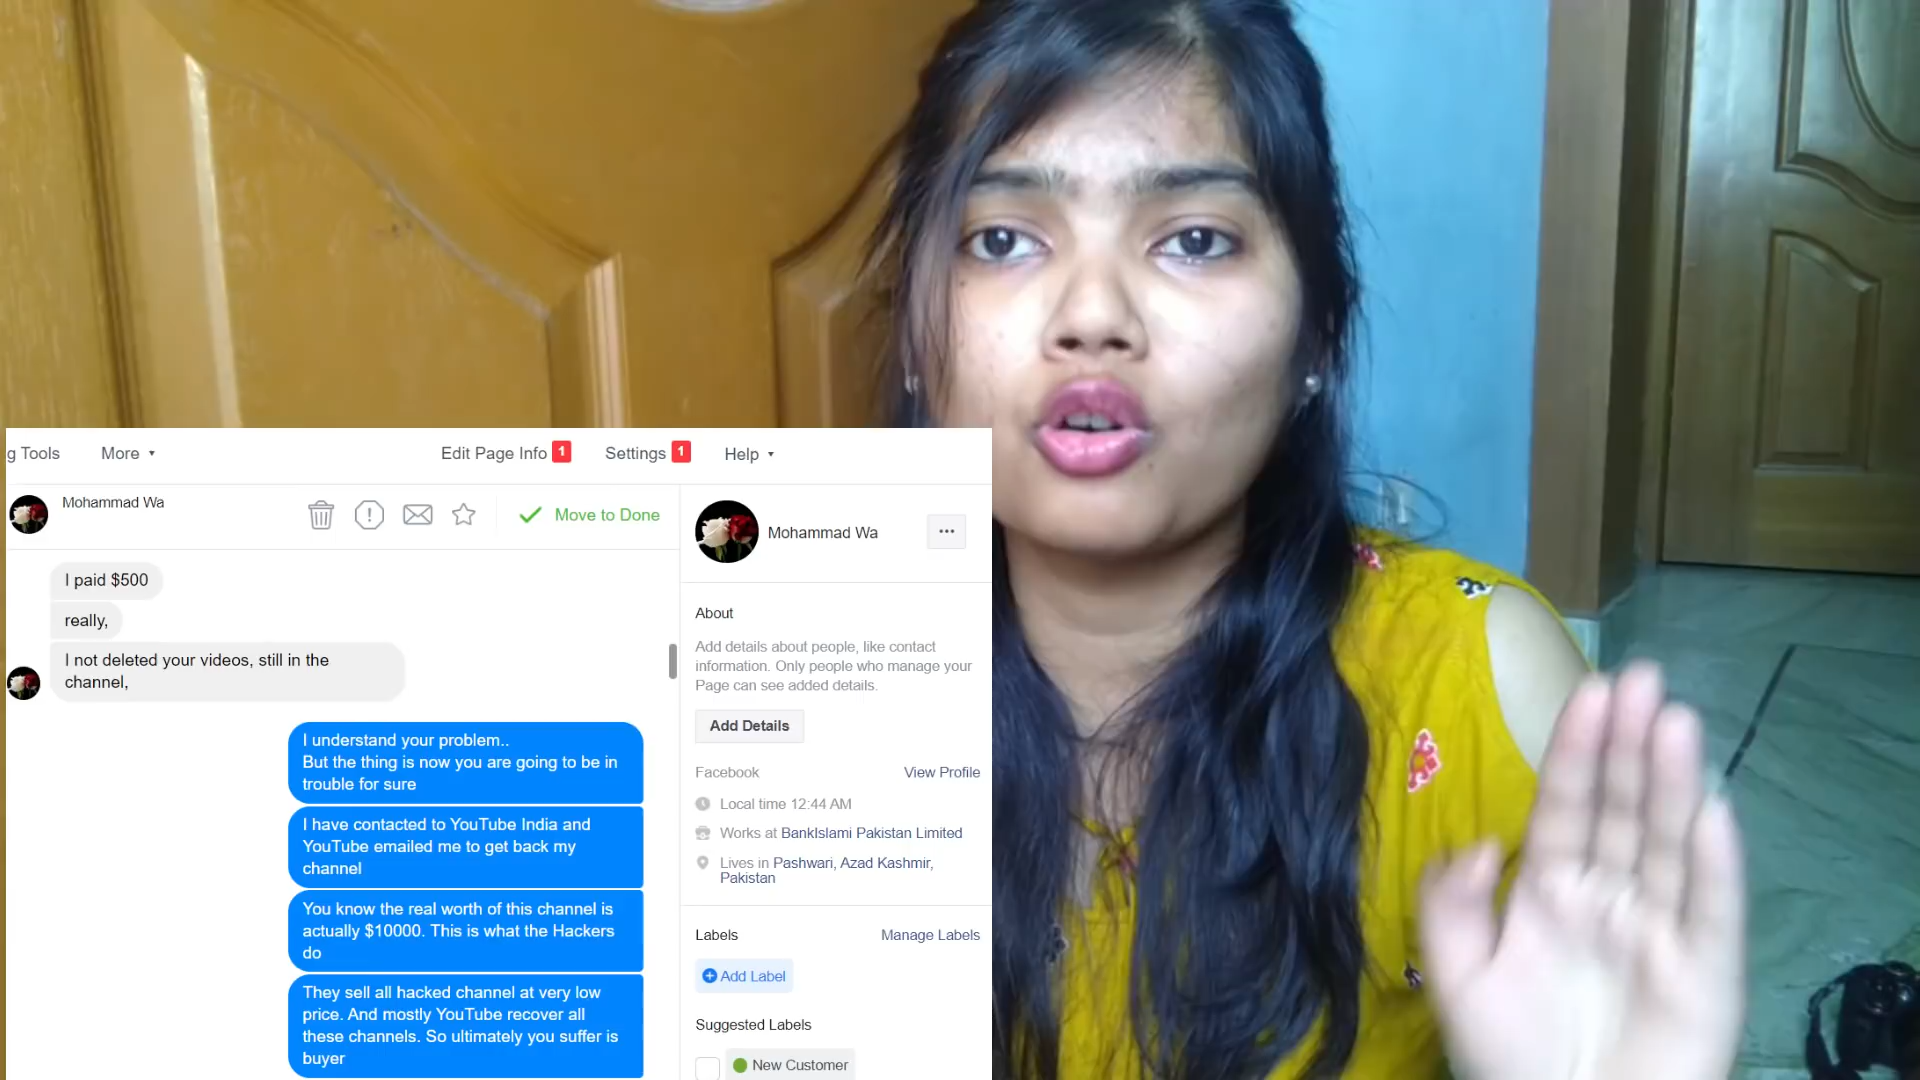 g Tools
More
Edit Page Info 1
Settings 1
Help
Mohammad Wa
Move to Done
I paid $500
really,
I not deleted your videos, still in the
channel,
I understand your problem..
But the thing is now you are going to be in
trouble for sure
I have contacted to YouTube India and
YouTube emailed me to get back my
channel
You know the real worth of this channel is
actually $10000. This is what the Hackers
do
They sell all hacked channel at very low
price. And mostly YouTube recover all
these channels. So ultimately you suffer is
buyer
Mohammad Wa
About
Add details about people, like contact
information. Only people who manage your
Page can see added details.
Add Details
Facebook
View Profile
Local time 12:44 AM
Works at BankIslami Pakistan Limited
Lives in Pashwari, Azad Kashmir,
Pakistan
Labels
Manage Labels
Add Label
Suggested Labels
New Customer